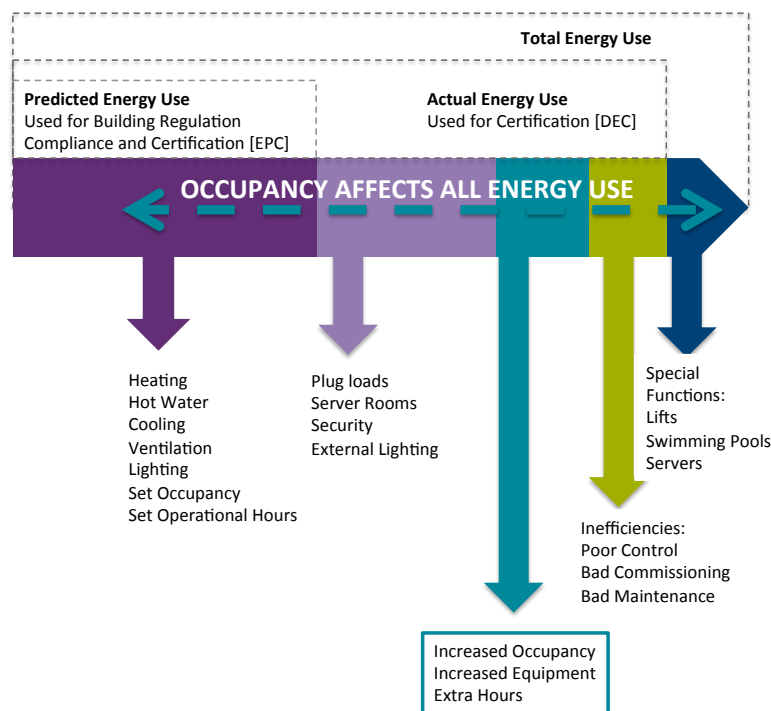 Total Energy Use
Predicted Energy Use
Used for Building Regulation
Compliance and Certification [EPC]
Actual Energy Use
Used for Certification [DEC]
OCCUPANCY AFFECTS ALL ENERGY USE
Heating
Hot Water
Cooling
Ventilation
Lighting
Set Occupancy
Set Operational Hours
Plug loads
Server Rooms
Security
External Lighting
Special
Functions:
Lifts
Swimming Pools
Servers
Inefficiencies:
Poor Control
Bad Commissioning
Bad Maintenance
Increased Occupancy
Increased Equipment
Extra Hours